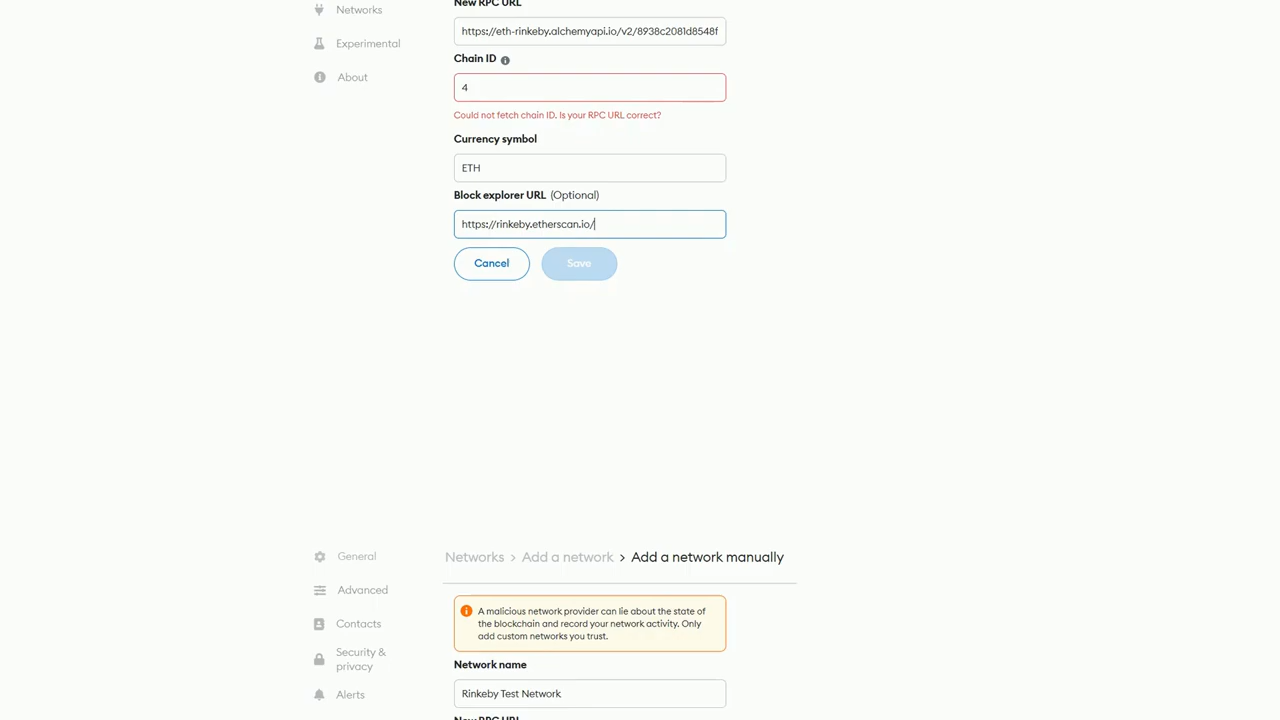 New RPC URL
Networks
https://eth-rinkeby.alchemyapi.io/v2/8938c2081d8548f
Experimental
Chain ID
About
4
Could not fetch chain ID. Is your RPC URL correct?
Currency symbol
ETH
Block explorer URL (Optional)
https://rinkeby.etherscan.io/
Cancel
Save
General
Networks > Add a network > Add a network manually
Advanced
A malicious network provider can lie about the state of
the blockchain and record your network activity. Only
add custom networks you trust.
Contacts
Security &
privacy
Network name
Alerts
Rinkeby Test Network
New RPC URL